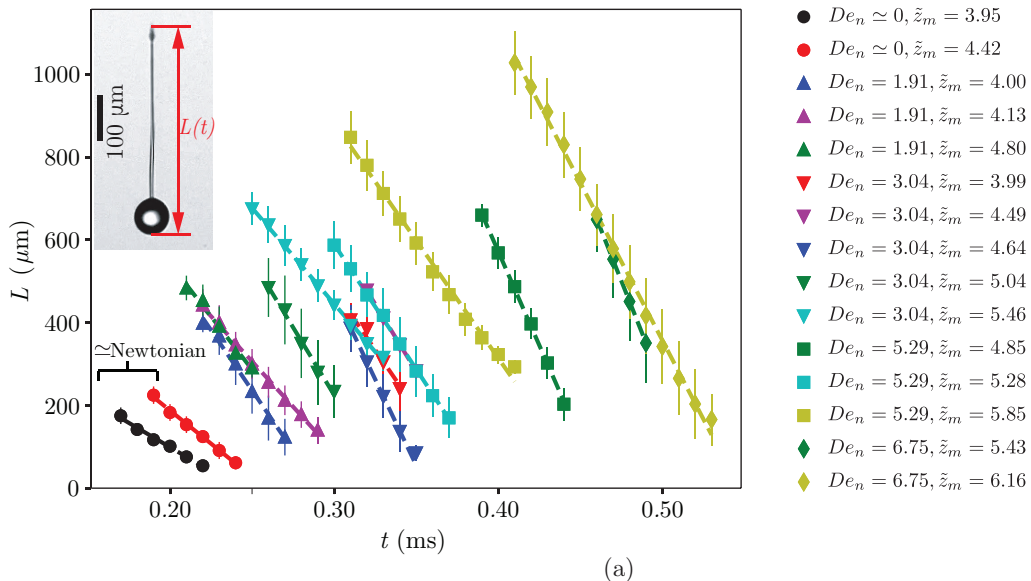 1000
800
600
400
200
0
L (μm)
0.20
0.30
0.40
0.50
t (ms)
100 μm
L(t)
≃Newtonian
De_n ≃ 0, z̃_m = 3.95
De_n ≃ 0, z̃_m = 4.42
De_n = 1.91, z̃_m = 4.00
De_n = 1.91, z̃_m = 4.13
De_n = 1.91, z̃_m = 4.80
De_n = 3.04, z̃_m = 3.99
De_n = 3.04, z̃_m = 4.49
De_n = 3.04, z̃_m = 4.64
De_n = 3.04, z̃_m = 5.04
De_n = 3.04, z̃_m = 5.46
De_n = 5.29, z̃_m = 4.85
De_n = 5.29, z̃_m = 5.28
De_n = 5.29, z̃_m = 5.85
De_n = 6.75, z̃_m = 5.43
De_n = 6.75, z̃_m = 6.16
(a)